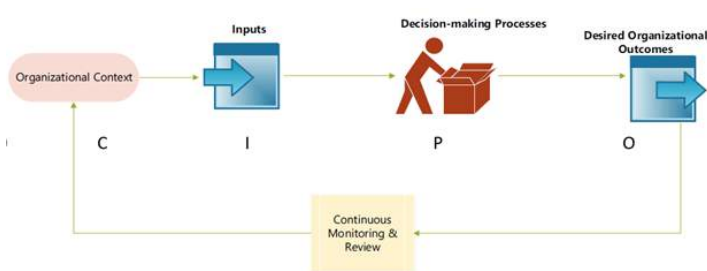 Inputs
Decision-making Processes
Desired Organizational
Outcomes
Organizational Context
C
I
P
O
Continuous
Monitoring &
Review